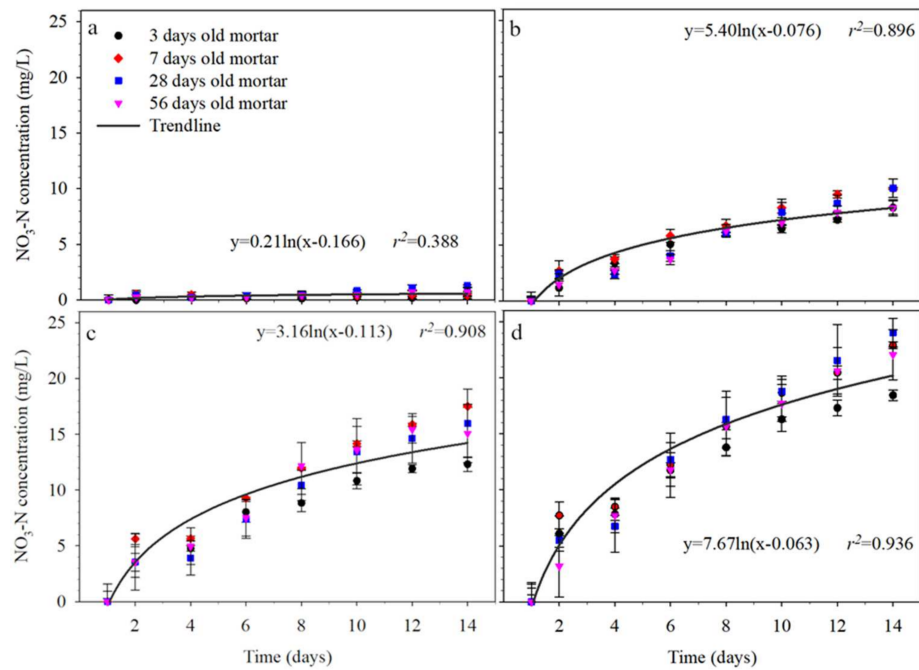 a
3 days old mortar
7 days old mortar
28 days old mortar
56 days old mortar
Trendline
y=0.21ln(x-0.166) r²=0.388
NO₃-N concentration (mg/L)
25
20
15
10
5
0
b
y=5.40ln(x-0.076) r²=0.896
c
y=3.16ln(x-0.113) r²=0.908
NO₃-N concentration (mg/L)
25
20
15
10
5
0
2 4 6 8 10 12 14
Time (days)
d
y=7.67ln(x-0.063) r²=0.936
2 4 6 8 10 12 14
Time (days)